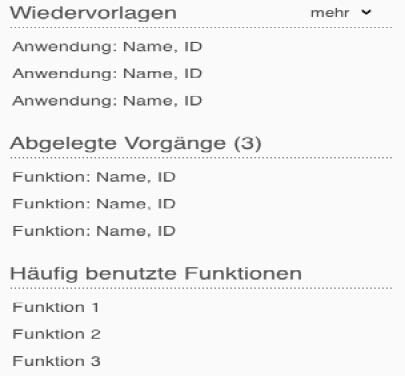 Wiedervorlagen mehr
Anwendung: Name, ID
Anwendung: Name, ID
Anwendung: Name, ID
Abgelegte Vorgänge (3)
Funktion: Name, ID
Funktion: Name, ID
Funktion: Name, ID
Häufig benutzte Funktionen
Funktion 1
Funktion 2
Funktion 3